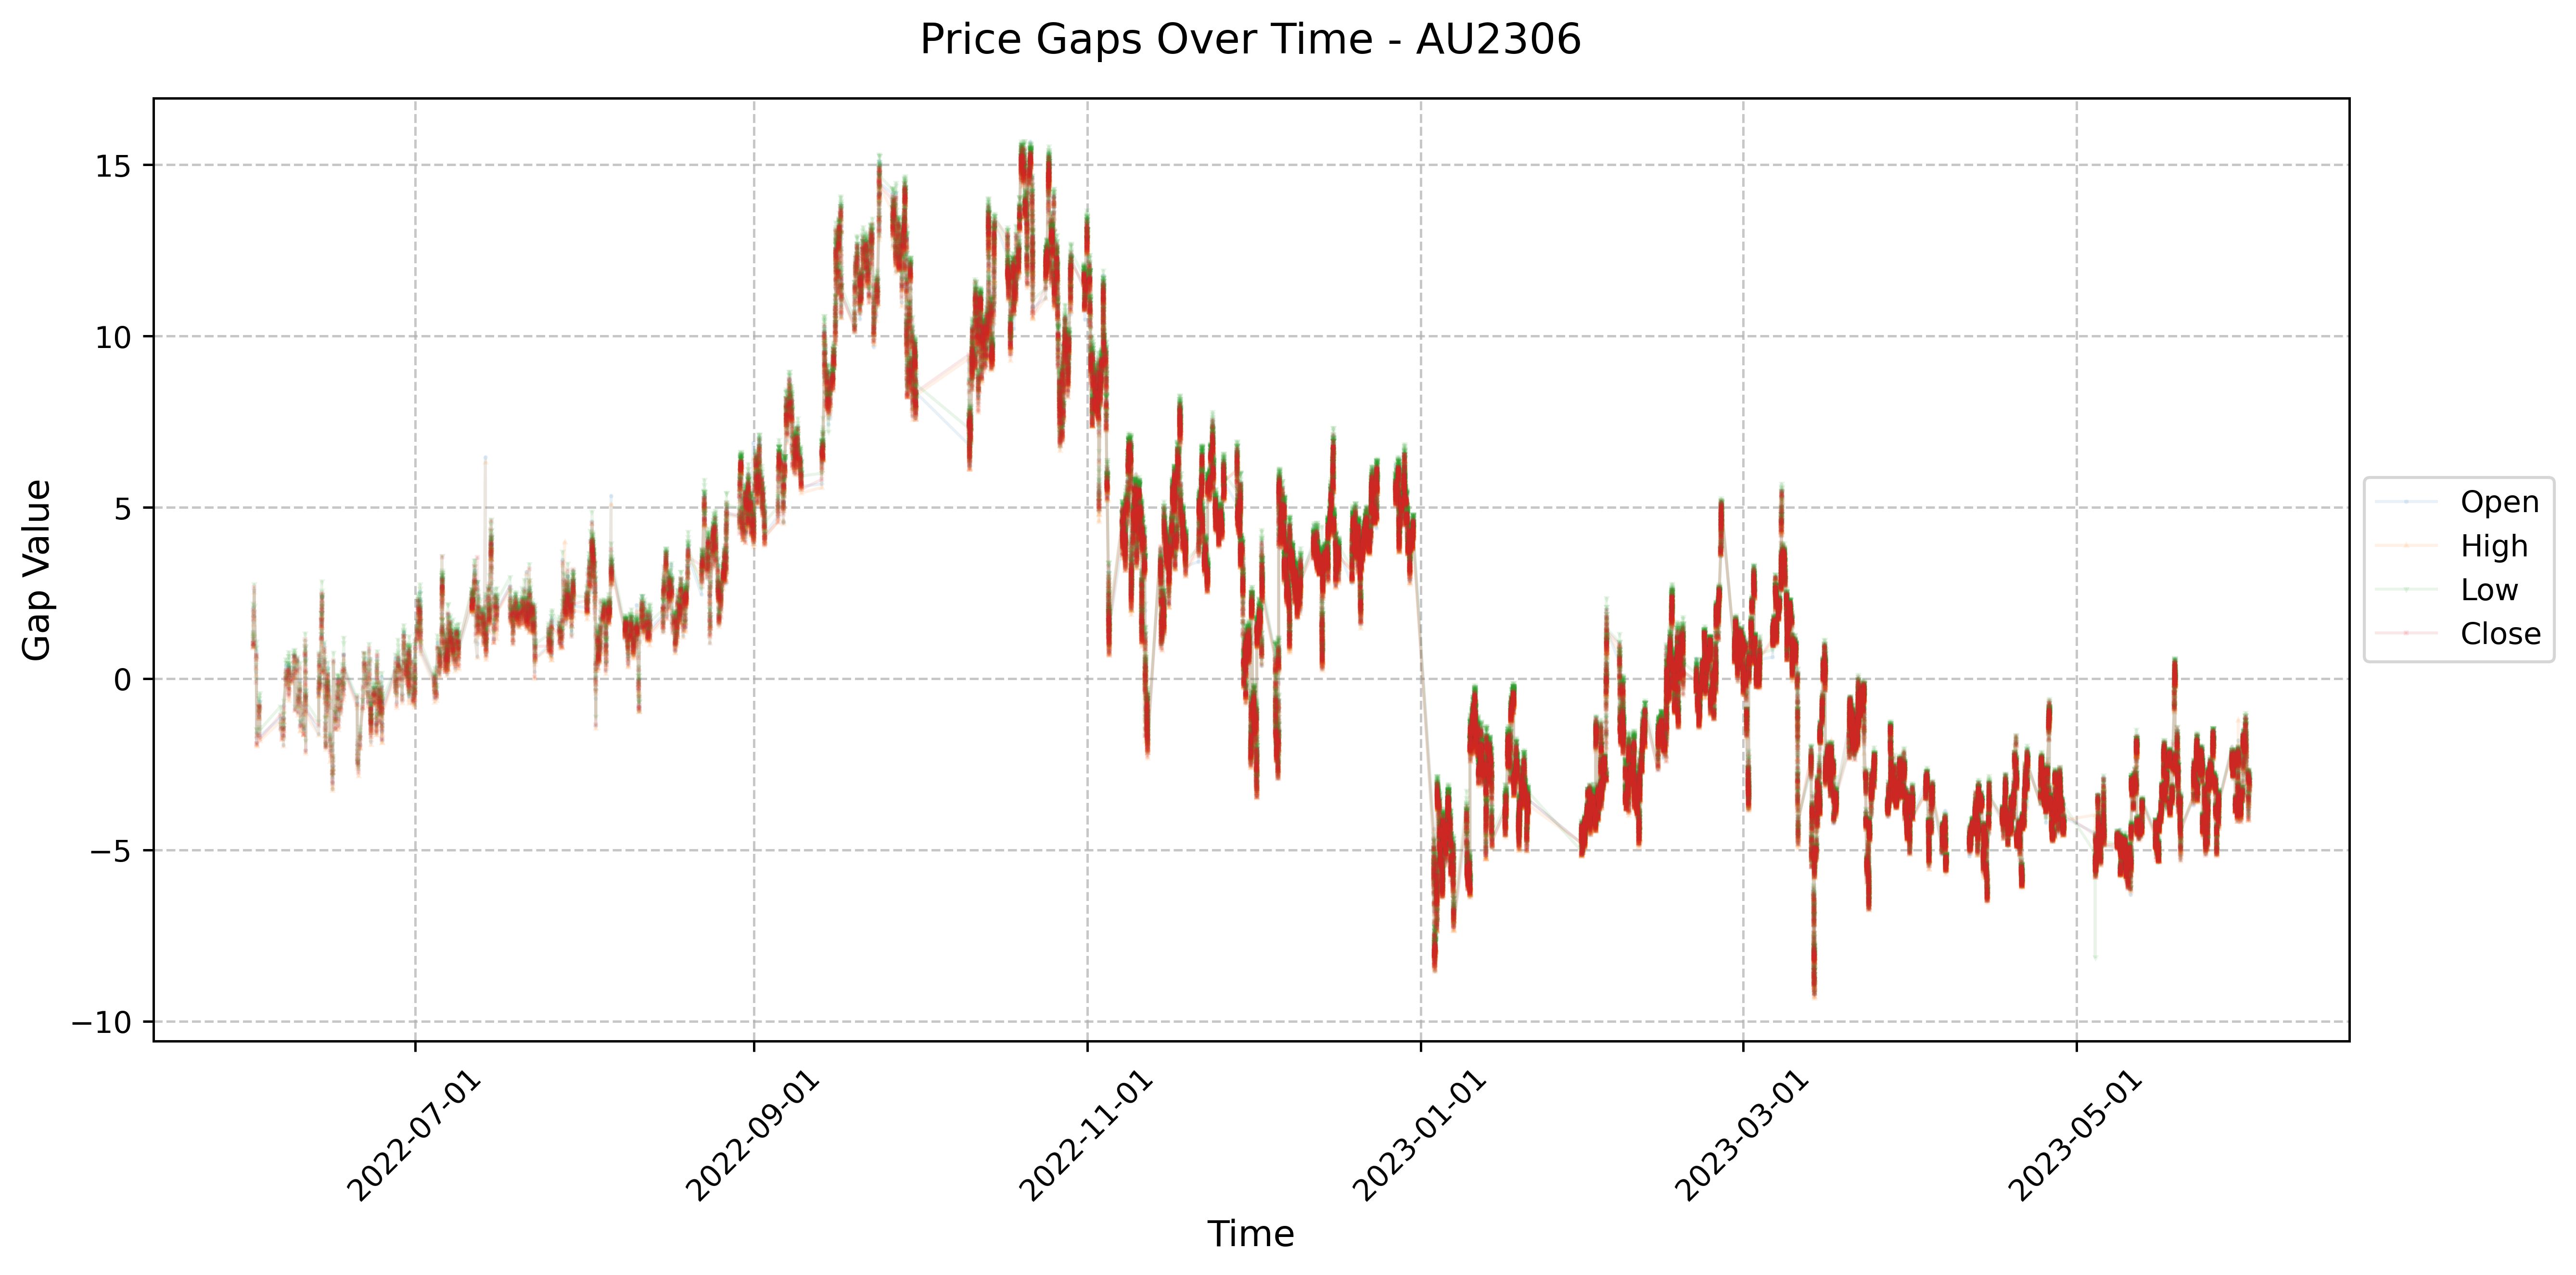 Price Gaps Over Time - AU2306
Gap Value
15
10
5
0
−5
−10
2022-07-01
2022-09-01
2022-11-01
2023-01-01
2023-03-01
2023-05-01
Time
Open
High
Low
Close